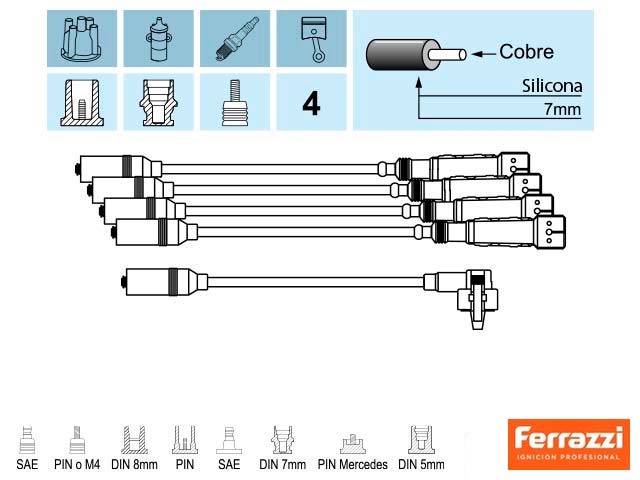 Cobre
Silicona
7mm
4
SAE PIN o M4 DIN 8mm PIN SAE DIN 7mm PIN Mercedes DIN 5mm
Ferrazzi
IGNICION PROFESIONAL